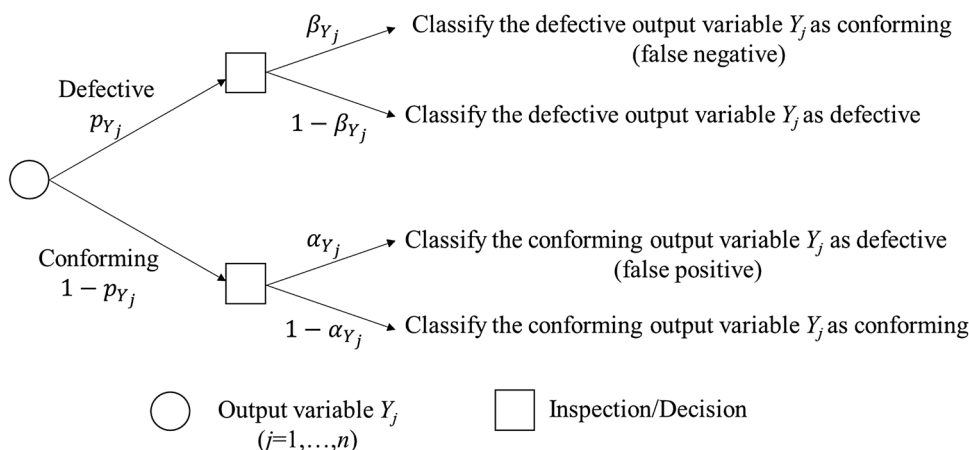 β_{Y_j}
Classify the defective output variable Y_j as conforming
(false negative)
Defective
p_{Y_j}
1 − β_{Y_j}
Classify the defective output variable Y_j as defective
Conforming
1 − p_{Y_j}
α_{Y_j}
Classify the conforming output variable Y_j as defective
(false positive)
1 − α_{Y_j}
Classify the conforming output variable Y_j as conforming
Output variable Y_j
(j=1,…,n)
Inspection/Decision